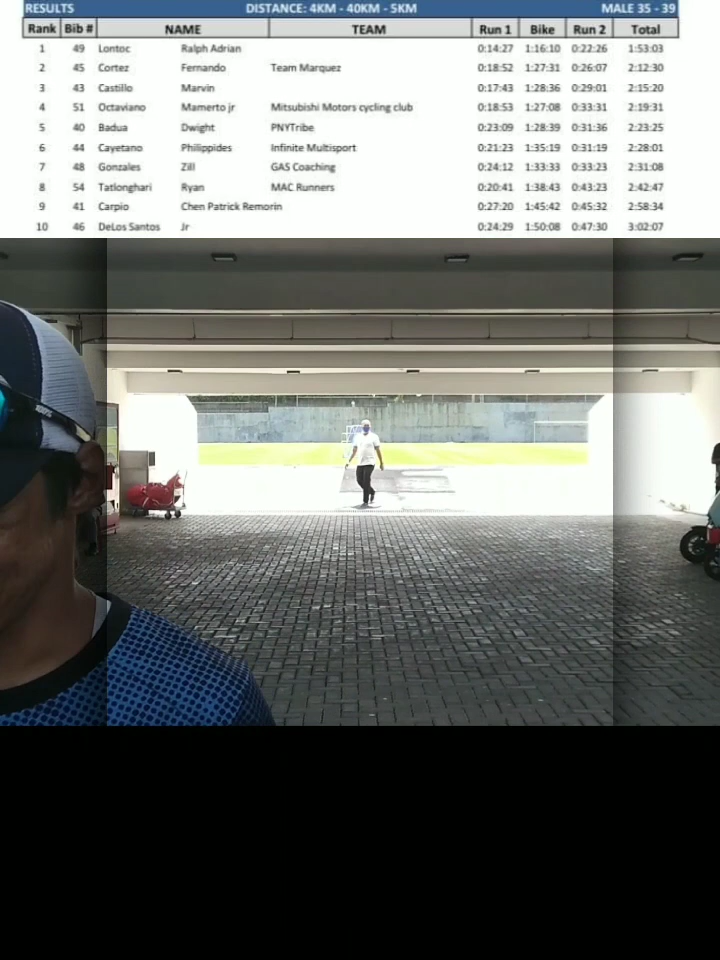 RESULTS DISTANCE: 4KM - 40KM - 5KM MALE 35 - 39
Rank Bib # NAME TEAM Run 1 Bike Run 2 Total
1 49 Lontoc Ralph Adrian 0:14:27 1:16:10 0:22:26 1:53:03
2 45 Cortez Fernando Team Marquez 0:18:52 1:27:31 0:26:07 2:12:30
3 43 Castillo Marvin 0:17:43 1:28:36 0:29:01 2:15:20
4 51 Octaviano Mamerto jr Mitsubishi Motors cycling club 0:18:53 1:27:08 0:33:31 2:19:31
5 40 Badua Dwight PNYTribe 0:23:09 1:28:39 0:31:36 2:23:25
6 44 Cayetano Philippides Infinite Multisport 0:21:23 1:35:19 0:31:19 2:28:01
7 48 Gonzales Zill GAS Coaching 0:24:12 1:33:33 0:33:23 2:31:08
8 54 Tatlonghari Ryan MAC Runners 0:20:41 1:38:43 0:43:23 2:42:47
9 41 Carpio Chen Patrick Remorin 0:27:20 1:45:42 0:45:32 2:58:34
10 46 DeLos Santos Jr 0:24:29 1:50:08 0:47:30 3:02:07
100%